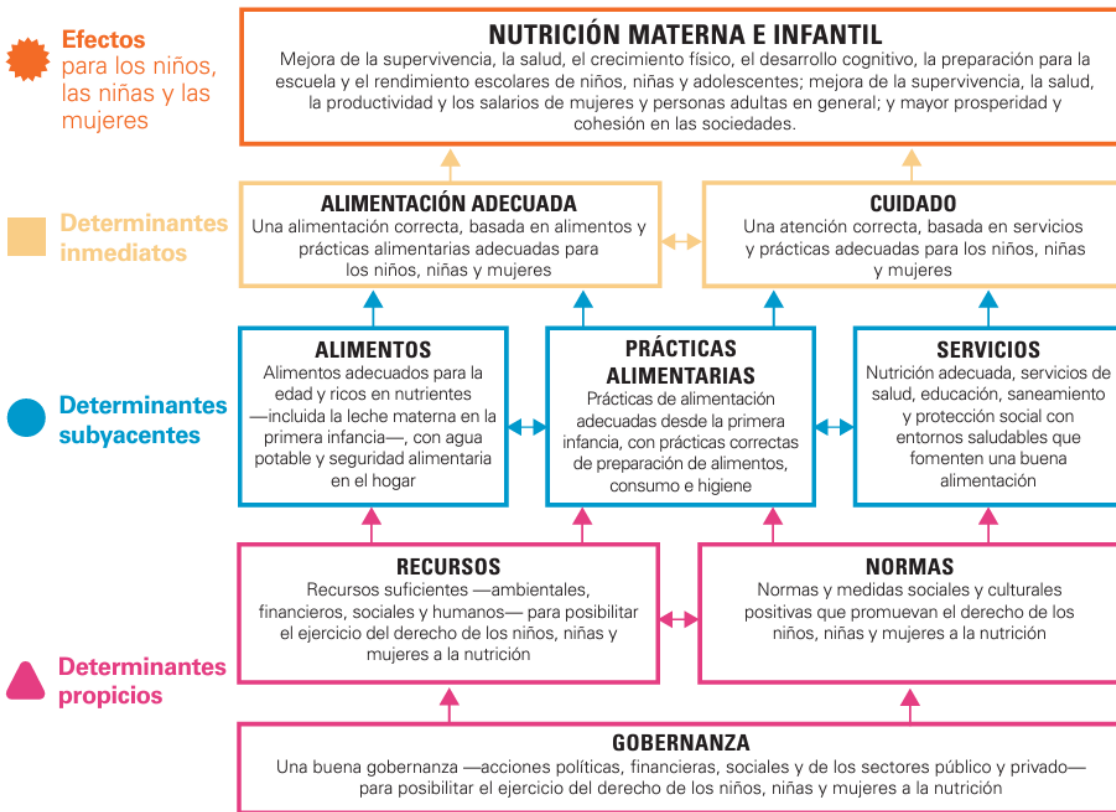 Efectos
para los niños,
las niñas y las
mujeres
NUTRICIÓN MATERNA E INFANTIL
Mejora de la supervivencia, la salud, el crecimiento físico, el desarrollo cognitivo, la preparación para la
escuela y el rendimiento escolares de niños, niñas y adolescentes; mejora de la supervivencia, la salud,
la productividad y los salarios de mujeres y personas adultas en general; y mayor prosperidad y
cohesión en las sociedades.
Determinantes
inmediatos
ALIMENTACIÓN ADECUADA
Una alimentación correcta, basada en alimentos y
prácticas alimentarias adecuadas para
los niños, niñas y mujeres
CUIDADO
Una atención correcta, basada en servicios
y prácticas adecuadas para los niños, niñas
y mujeres
Determinantes
subyacentes
ALIMENTOS
Alimentos adecuados para la
edad y ricos en nutrientes
—incluida la leche materna en la
primera infancia—, con agua
potable y seguridad alimentaria
en el hogar
PRÁCTICAS
ALIMENTARIAS
Prácticas de alimentación
adecuadas desde la primera
infancia, con prácticas correctas
de preparación de alimentos,
consumo e higiene
SERVICIOS
Nutrición adecuada, servicios de
salud, educación, saneamiento
y protección social con
entornos saludables que
fomenten una buena
alimentación
Determinantes
propicios
RECURSOS
Recursos suficientes —ambientales,
financieros, sociales y humanos— para posibilitar
el ejercicio del derecho de los niños, niñas y
mujeres a la nutrición
NORMAS
Normas y medidas sociales y culturales
positivas que promuevan el derecho de los
niños, niñas y mujeres a la nutrición
GOBERNANZA
Una buena gobernanza —acciones políticas, financieras, sociales y de los sectores público y privado—
para posibilitar el ejercicio del derecho de los niños, niñas y mujeres a la nutrición